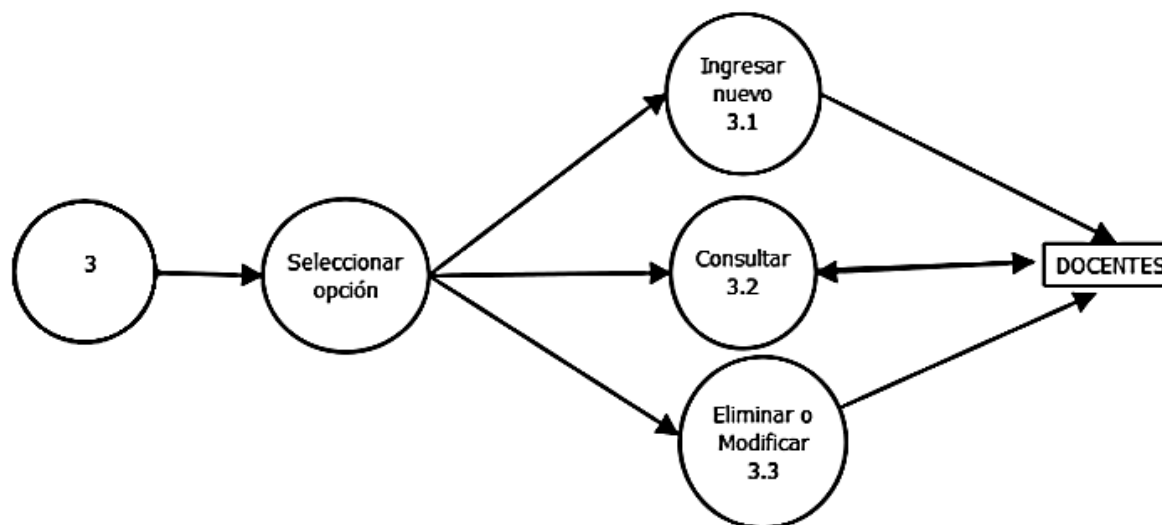 3
Seleccionar
opción
Ingresar
nuevo
3.1
Consultar
3.2
Eliminar o
Modificar
3.3
DOCENTES